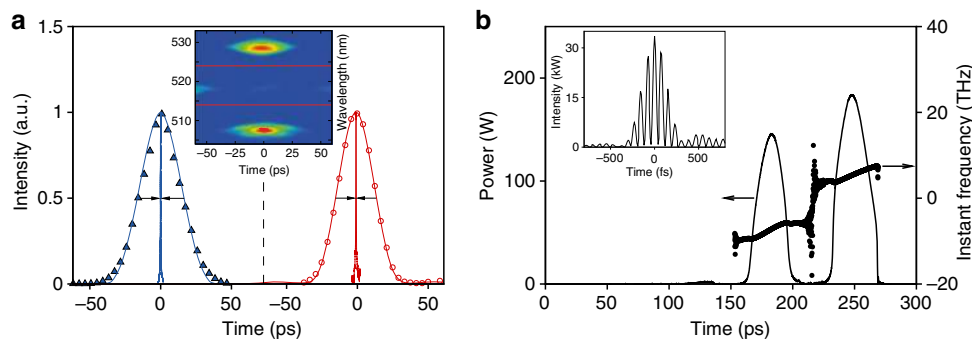 a
Intensity (a.u.)
1.5
1
0.5
0
530
520
510
Wavelength (nm)
−50 0 50
Time (ps)
−50 0 50 −50 0 50
Time (ps)
b
Power (W)
200
100
0
Intensity (kW)
30
15
0
−500 0 500
Time (fs)
40
20
0
−20
Instant frequency (THz)
0 50 100 150 200 250 300
Time (ps)